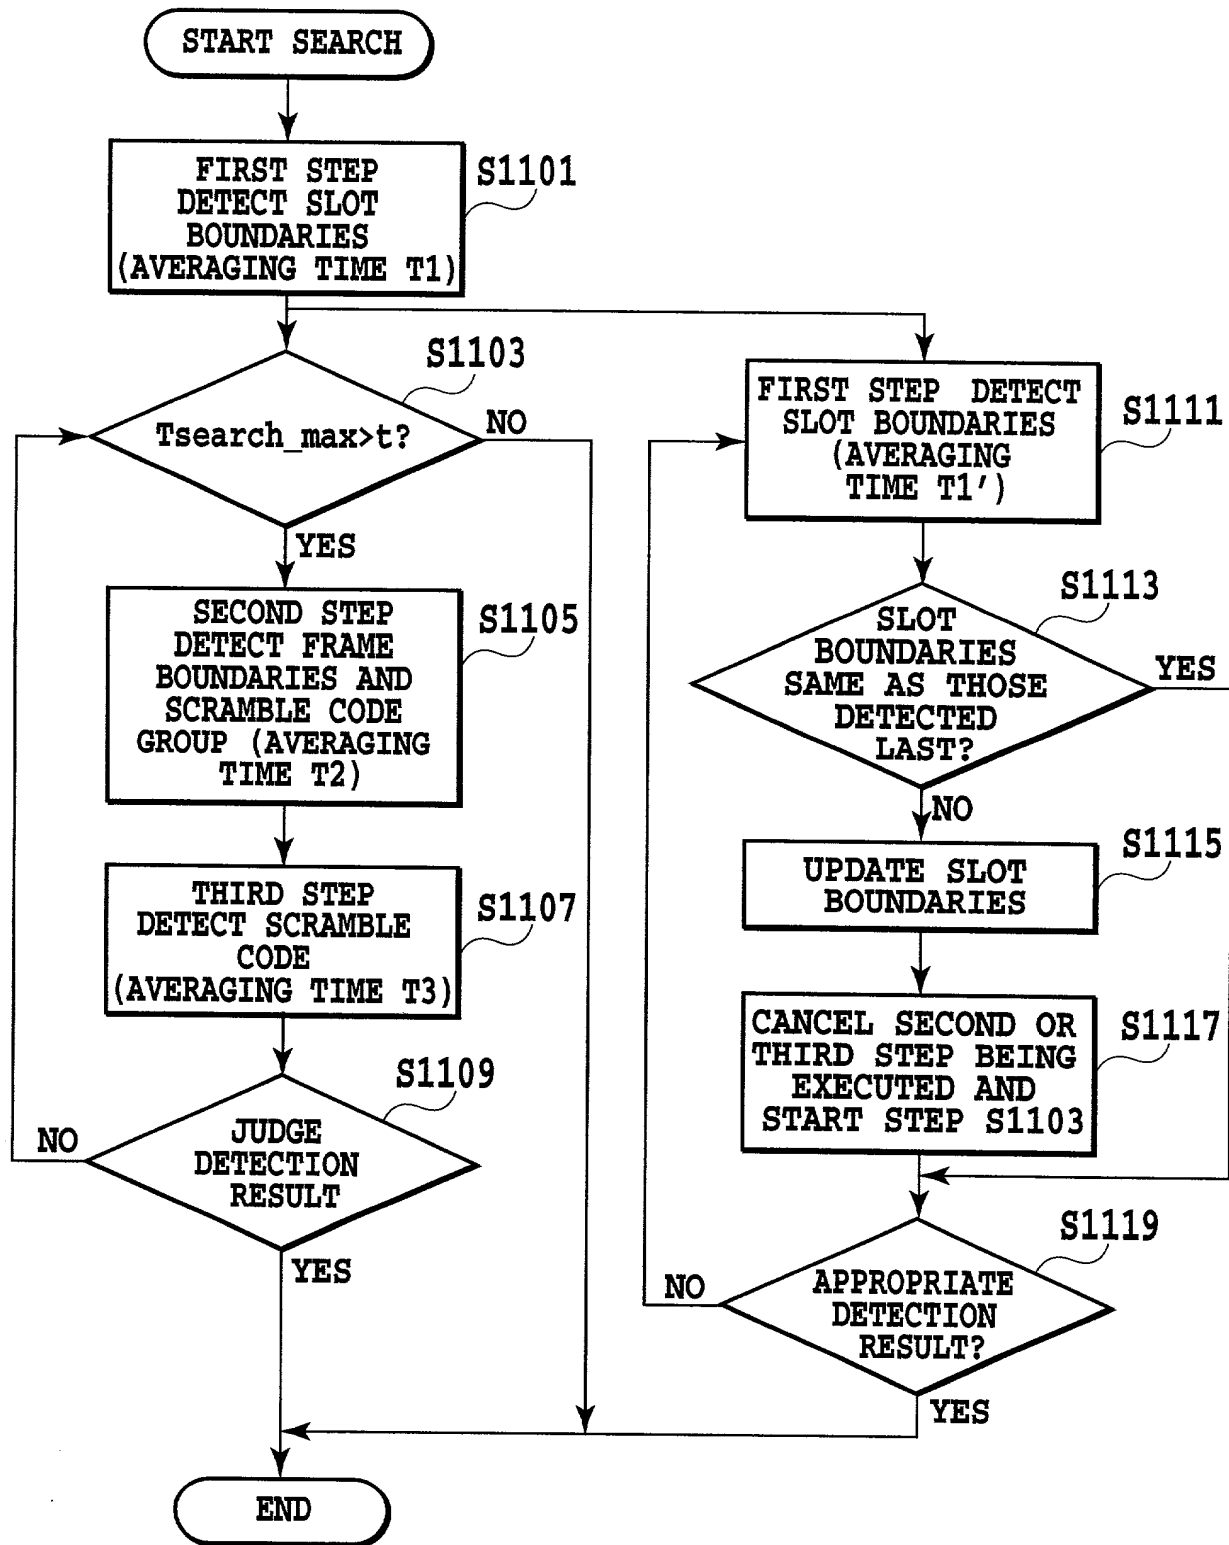 START SEARCH
FIRST STEP
DETECT SLOT
BOUNDARIES
(AVERAGING TIME T1)
S1101
S1103
Tsearch_max>t?
NO
YES
SECOND STEP
DETECT FRAME
BOUNDARIES AND
SCRAMBLE CODE
GROUP (AVERAGING
TIME T2)
S1105
THIRD STEP
DETECT SCRAMBLE
CODE
(AVERAGING TIME T3)
S1107
S1109
JUDGE
DETECTION
RESULT
NO
YES
END
FIRST STEP DETECT
SLOT BOUNDARIES
(AVERAGING
TIME T1')
S1111
S1113
SLOT
BOUNDARIES
SAME AS THOSE
DETECTED
LAST?
YES
NO
UPDATE SLOT
BOUNDARIES
S1115
CANCEL SECOND OR
THIRD STEP BEING
EXECUTED AND
START STEP S1103
S1117
S1119
APPROPRIATE
DETECTION
RESULT?
NO
YES